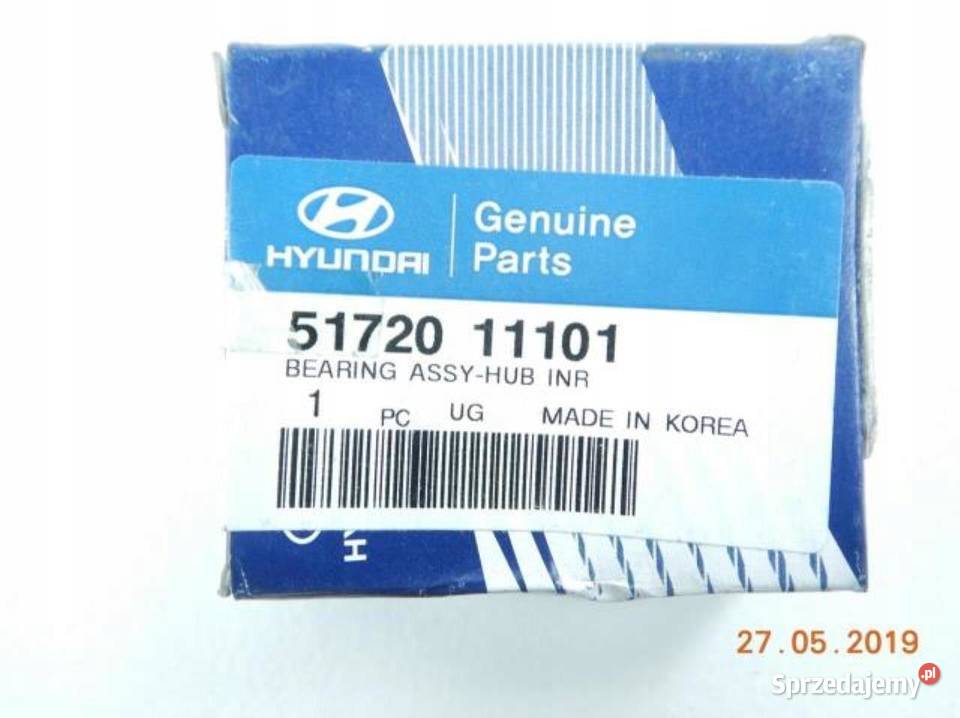 HYUNDAI
Genuine
Parts
51720 11101
BEARING ASSY-HUB INR
1 PC UG MADE IN KOREA
27.05.2019
Sprzedajemy.pl